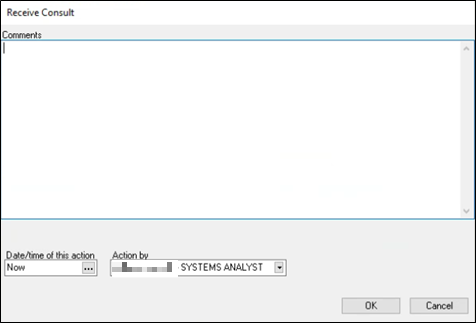 Receive Consult
Comments
Date/time of this action
Action by
Now
...
SYSTEMS ANALYST
OK
Cancel